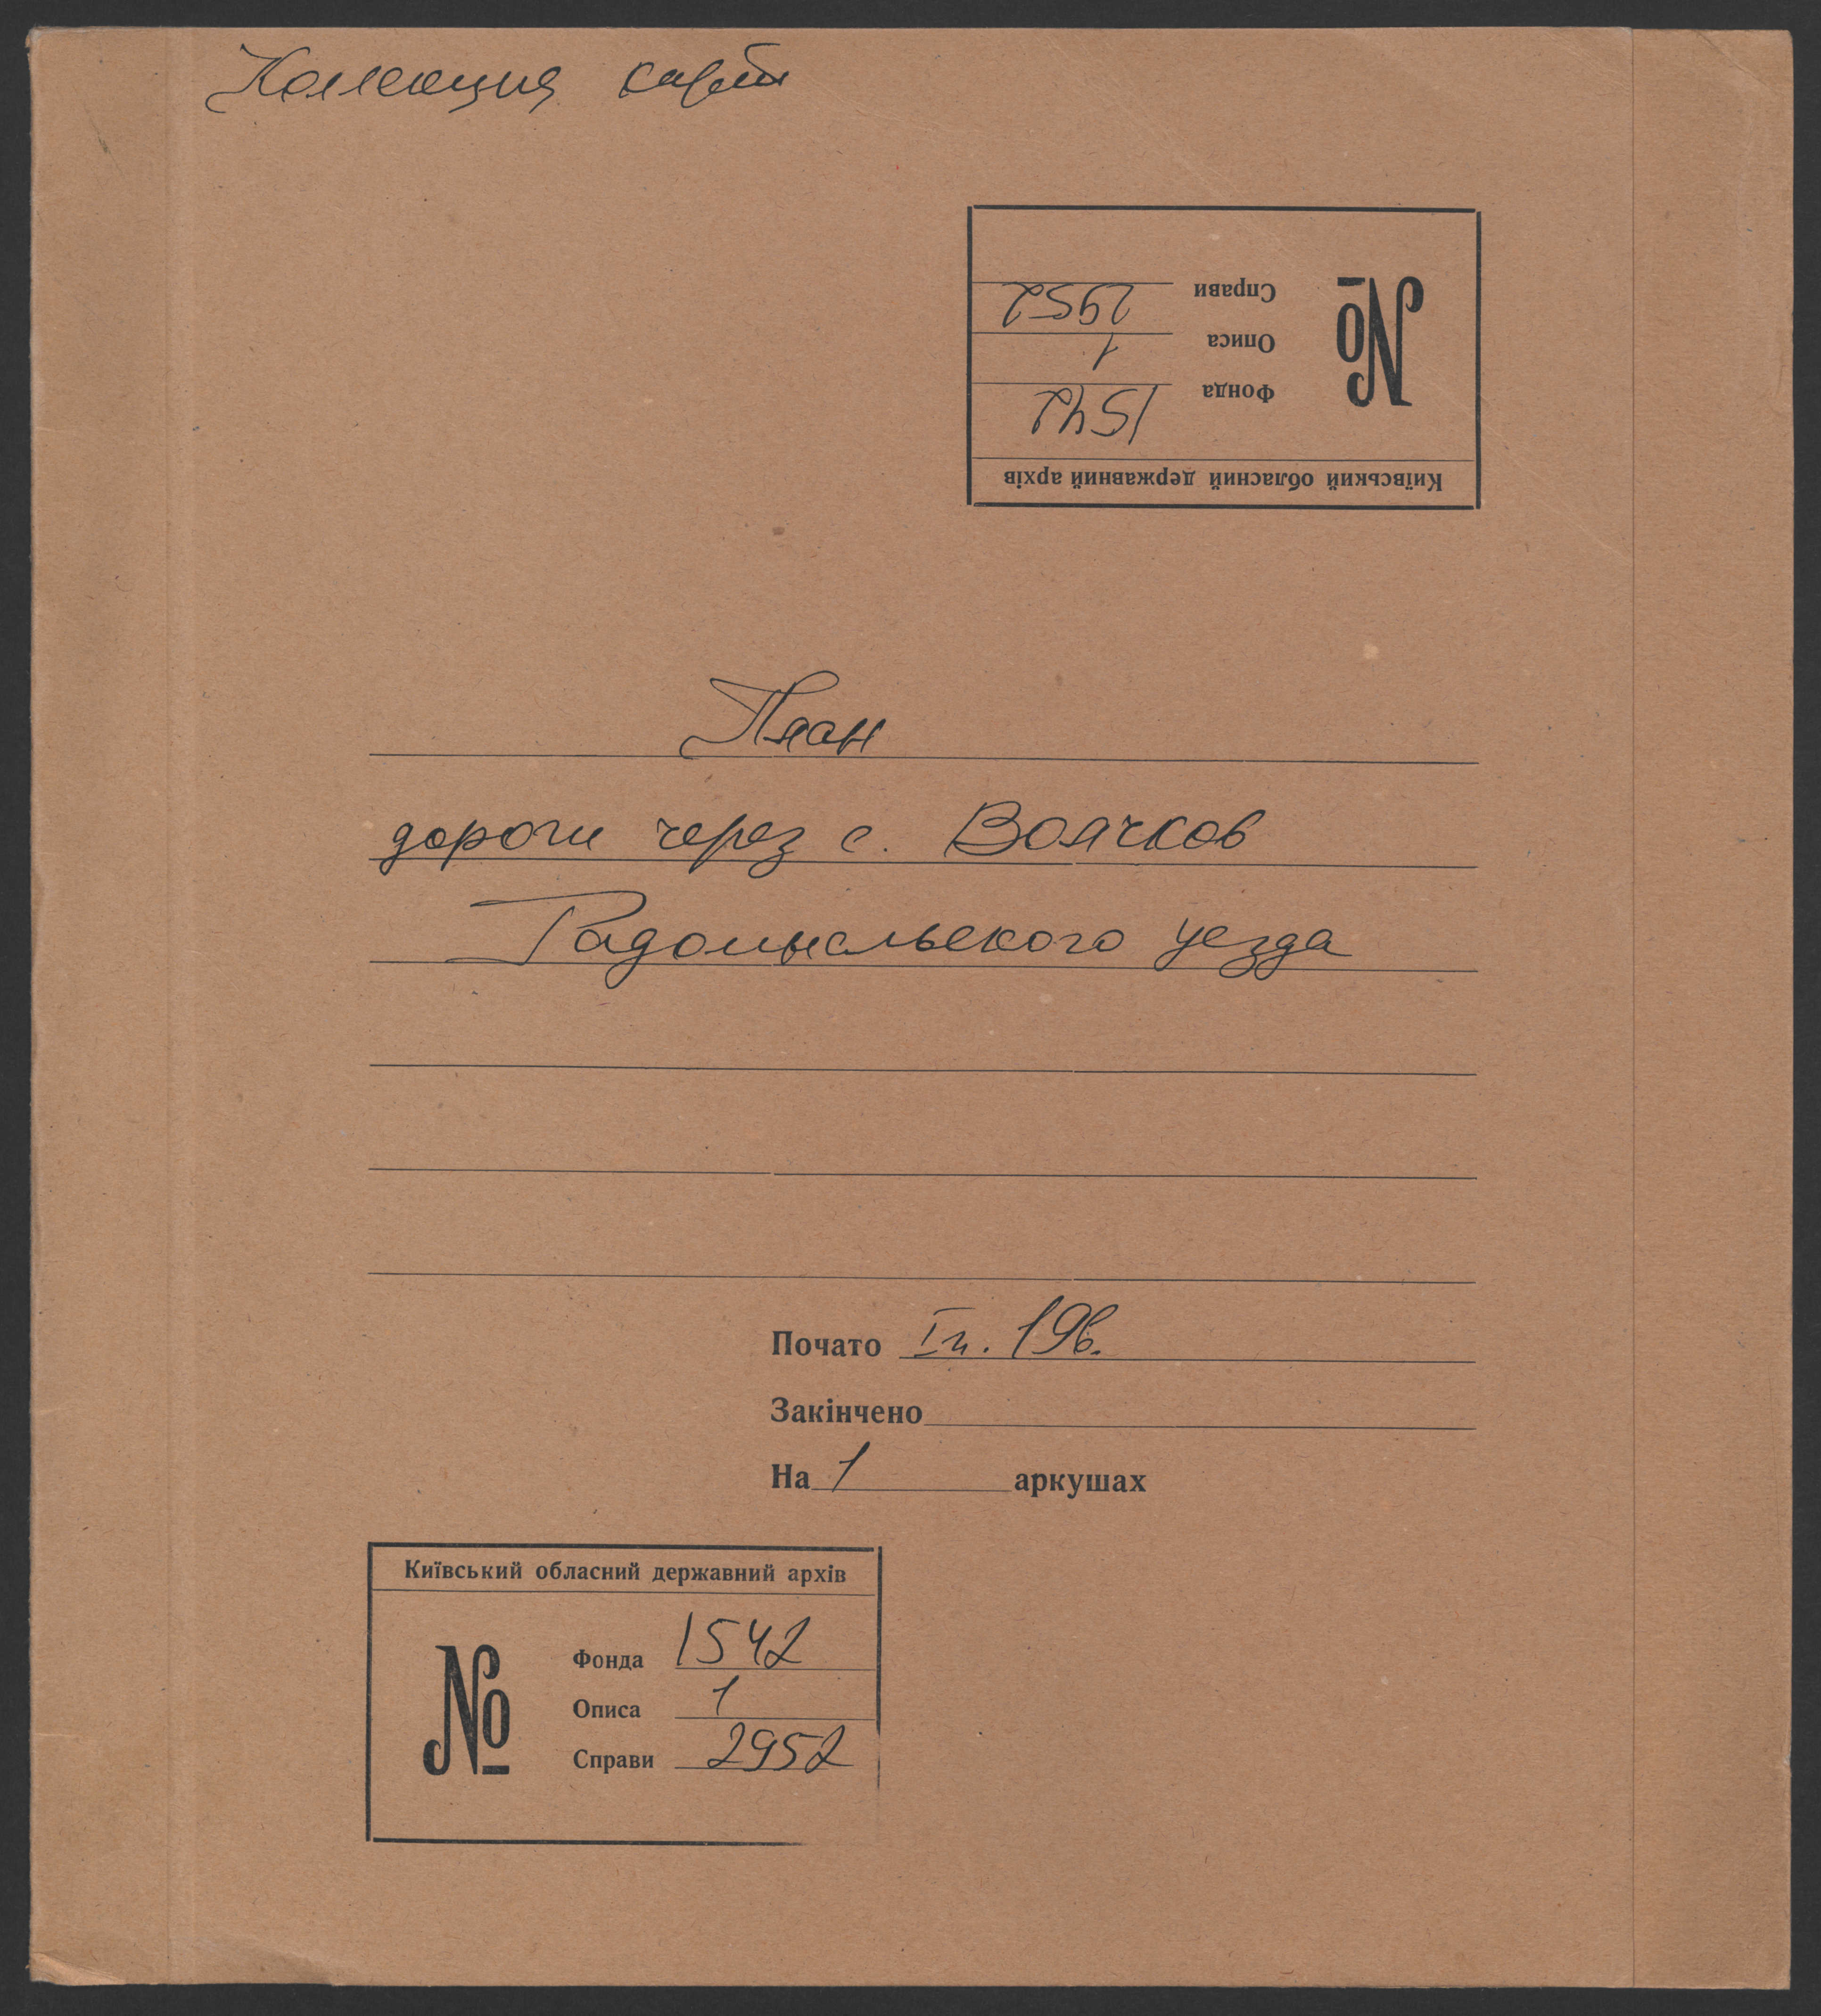 Коллекция карт
Справи 2952
Описа 1
Фонда 1542
№
Київський обласний державний архів
План
дороги через с. Воячков
Радомысльского уезда
Почато I п. 19в.
Закінчено
На 1 аркушах
Київський обласний державний архів
№
Фонда 1542
Описа 1
Справи 2952